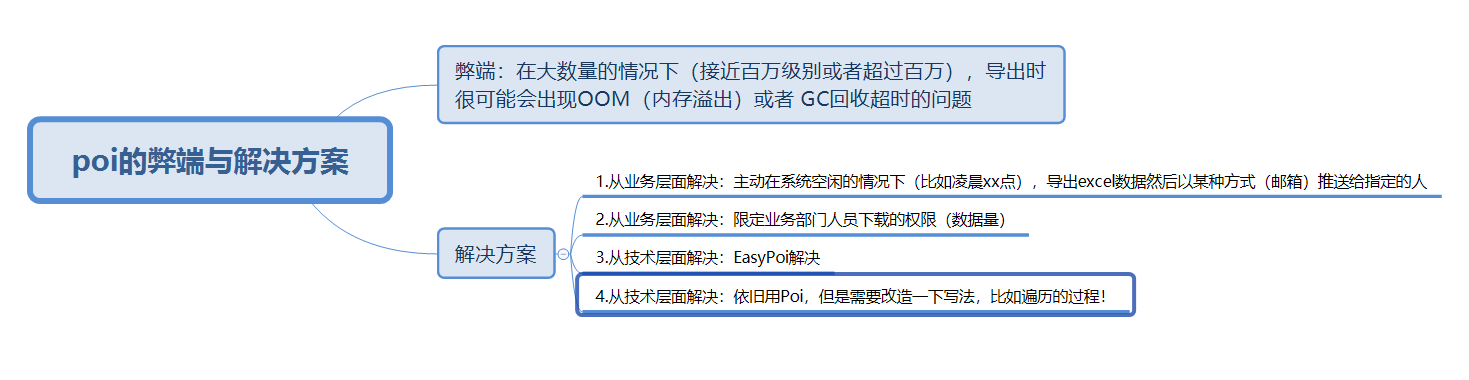 poi的弊端与解决方案
弊端：在大数量的情况下（接近百万级别或者超过百万），导出时
很可能会出现OOM（内存溢出）或者 GC回收超时的问题
解决方案
1.从业务层面解决：主动在系统空闲的情况下（比如凌晨xx点），导出excel数据然后以某种方式（邮箱）推送给指定的人
2.从业务层面解决：限定业务部门人员下载的权限（数据量）
3.从技术层面解决：EasyPoi解决
4.从技术层面解决：依旧用Poi，但是需要改造一下写法，比如遍历的过程！